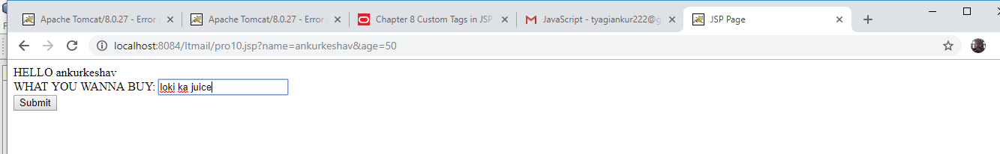 Apache Tomcat/8.0.27 - Error
Apache Tomcat/8.0.27 - Error
Chapter 8 Custom Tags in JSP
JavaScript - tyagiankur222@g
JSP Page
localhost:8084/ltmail/pro10.jsp?name=ankurkeshav&age=50
HELLO ankurkeshav
WHAT YOU WANNA BUY: loki ka juice
Submit